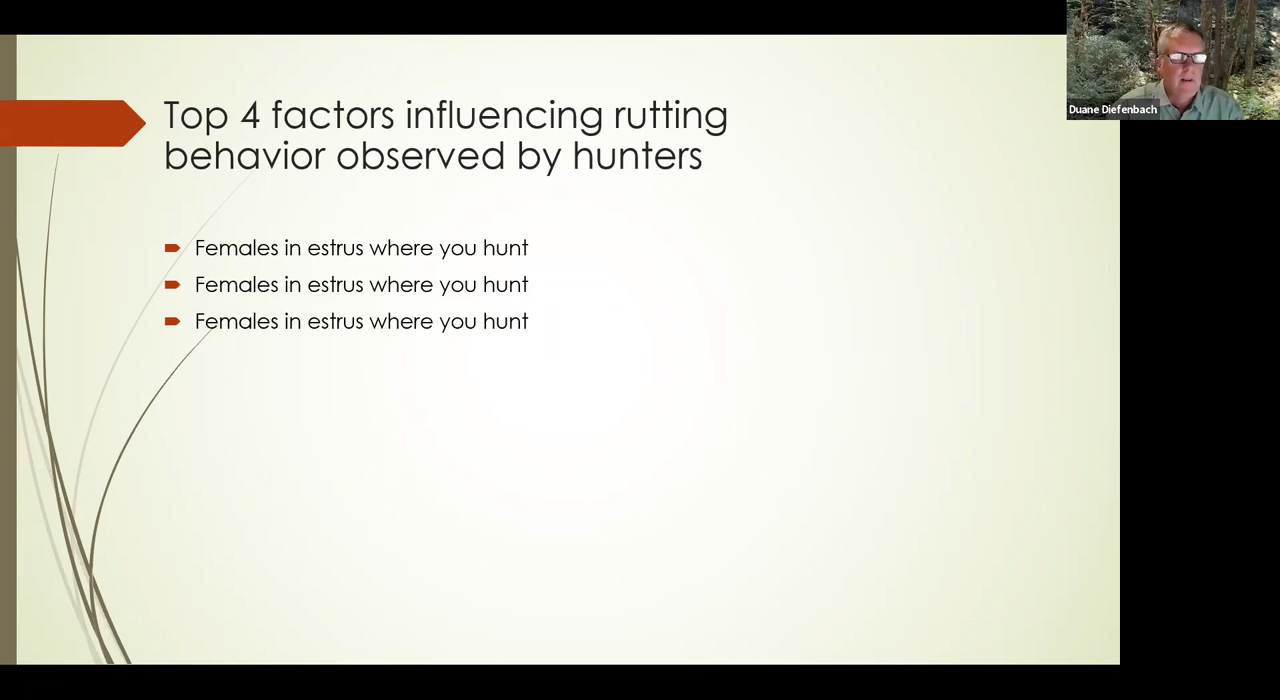 Top 4 factors influencing rutting
behavior observed by hunters
Females in estrus where you hunt
Females in estrus where you hunt
Females in estrus where you hunt
Duane Diefenbach